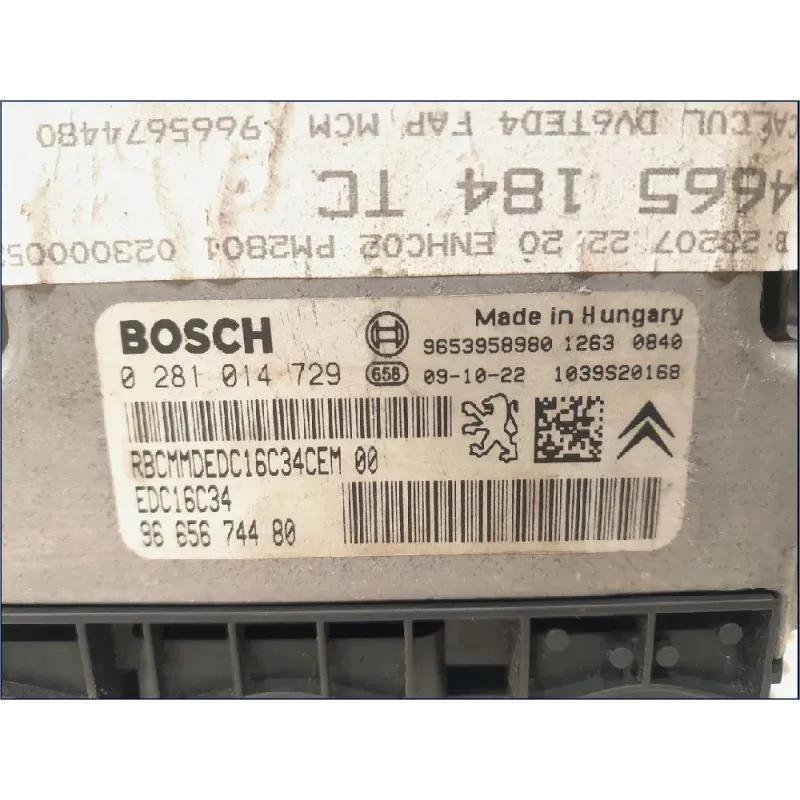 CALCUL DV6TED4 FAP MCM 9665674480
4665 184 TC
23207 22:20 ENHC02 PM2801 02300005
BOSCH
Made in Hungary
9653958980 1263 0840
0 281 014 729
658
09-10-22 1039S20168
RBCMMDEDC16C34CEM 00
EDC16C34
96 656 744 80